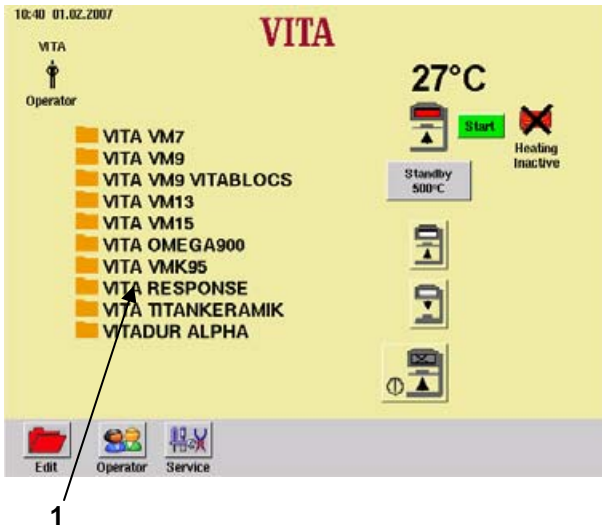 10:40 01.02.2007
VITA
VITA
Operator
27°C
Start
Heating
Inactive
Standby
500°C
VITA VM7
VITA VM9
VITA VM9 VITABLOCS
VITA VM13
VITA VM15
VITA OMEGA900
VITA VMK95
VITA RESPONSE
VITA TITANKERAMIK
VITADUR ALPHA
Edit
Operator
Service
1